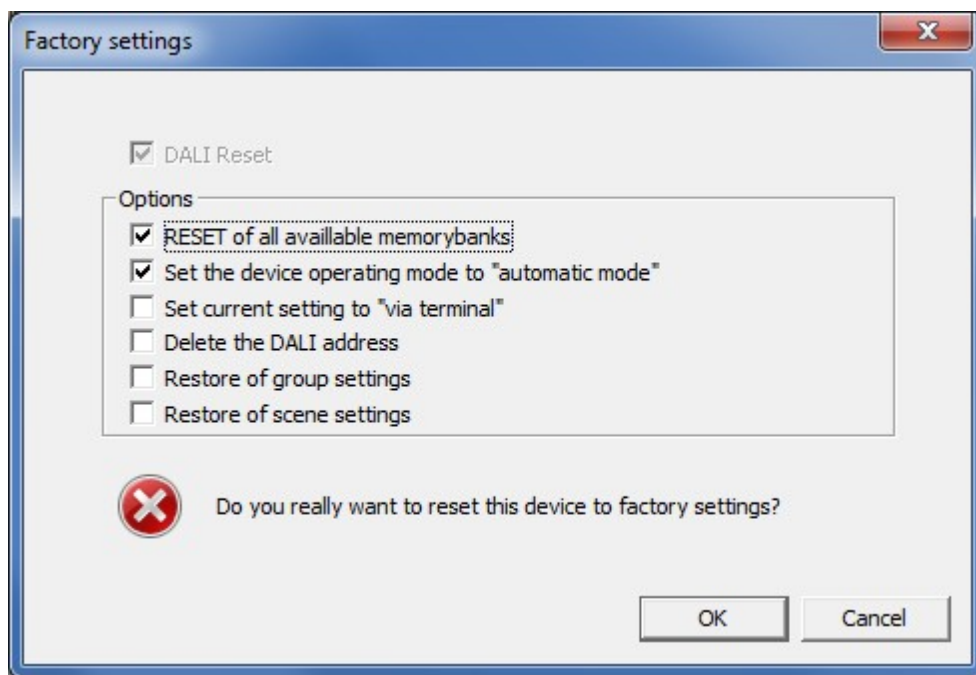 Factory settings
DALI Reset
Options
RESET of all availlable memorybanks
Set the device operating mode to "automatic mode"
Set current setting to "via terminal"
Delete the DALI address
Restore of group settings
Restore of scene settings
Do you really want to reset this device to factory settings?
OK Cancel